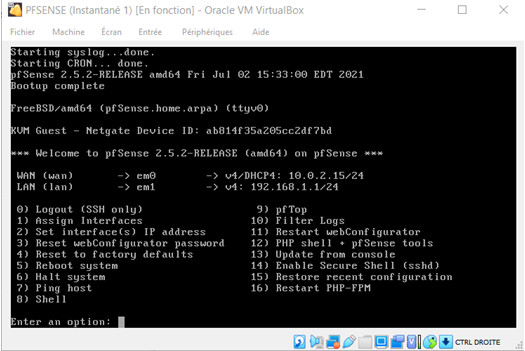 PFSENSE (Instantané 1) [En fonction] - Oracle VM VirtualBox
Fichier Machine Écran Entrée Périphériques Aide
Starting syslog...done.
Starting CRON... done.
pfSense 2.5.2-RELEASE amd64 Fri Jul 02 15:33:00 EDT 2021
Bootup complete
FreeBSD/amd64 (pfSense.home.arpa) (ttyv0)
KVM Guest - Netgate Device ID: ab814f35a205cc2df7bd
*** Welcome to pfSense 2.5.2-RELEASE (amd64) on pfSense ***
WAN (wan) -> em0 -> v4/DHCP4: 10.0.2.15/24
LAN (lan) -> em1 -> v4: 192.168.1.1/24
0) Logout (SSH only) 9) pfTop
1) Assign Interfaces 10) Filter Logs
2) Set interface(s) IP address 11) Restart webConfigurator
3) Reset webConfigurator password 12) PHP shell + pfSense tools
4) Reset to factory defaults 13) Update from console
5) Reboot system 14) Enable Secure Shell (sshd)
6) Halt system 15) Restore recent configuration
7) Ping host 16) Restart PHP-FPM
8) Shell
Enter an option:
CTRL DROITE